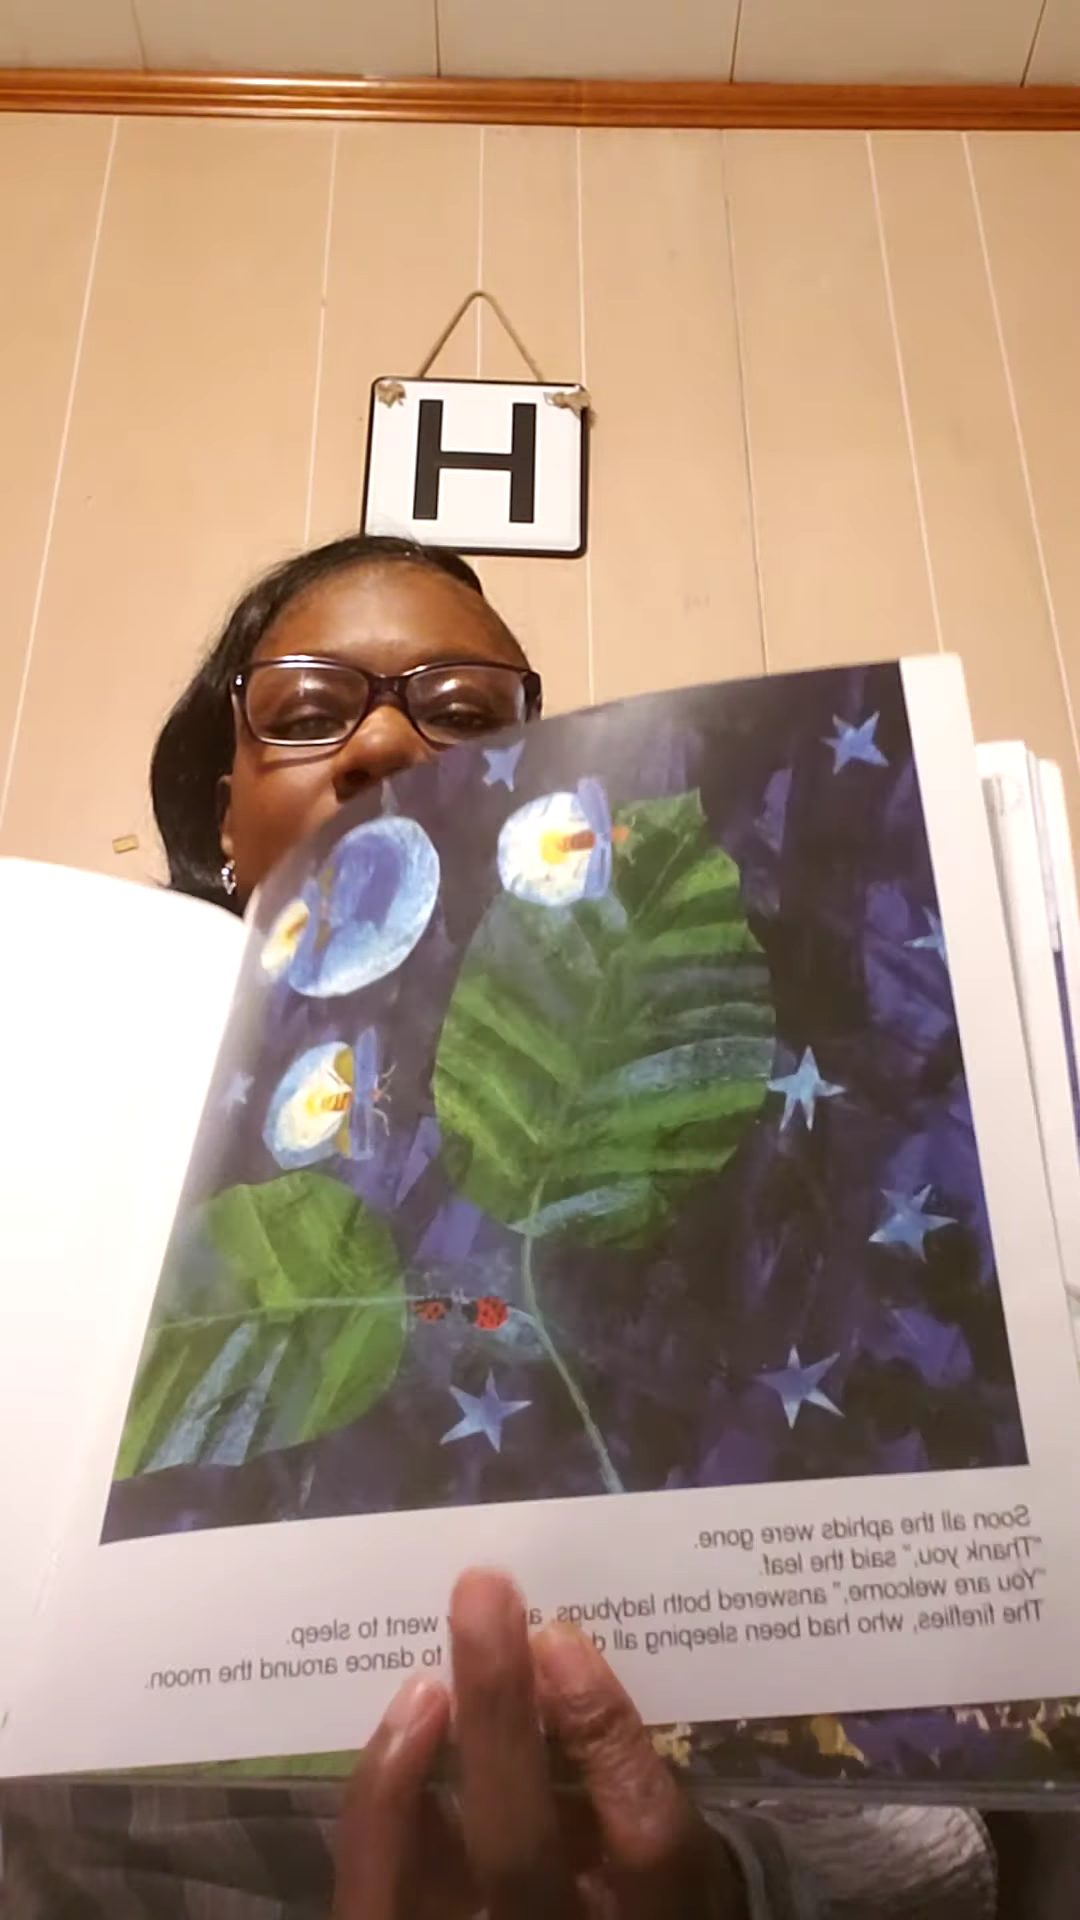 H
Soon all the aphids were gone.
"Thank you," said the leaf.
"You are welcome," answered both ladybugs, went to sleep.
The fireflies, who had been sleeping all to dance around the moon.